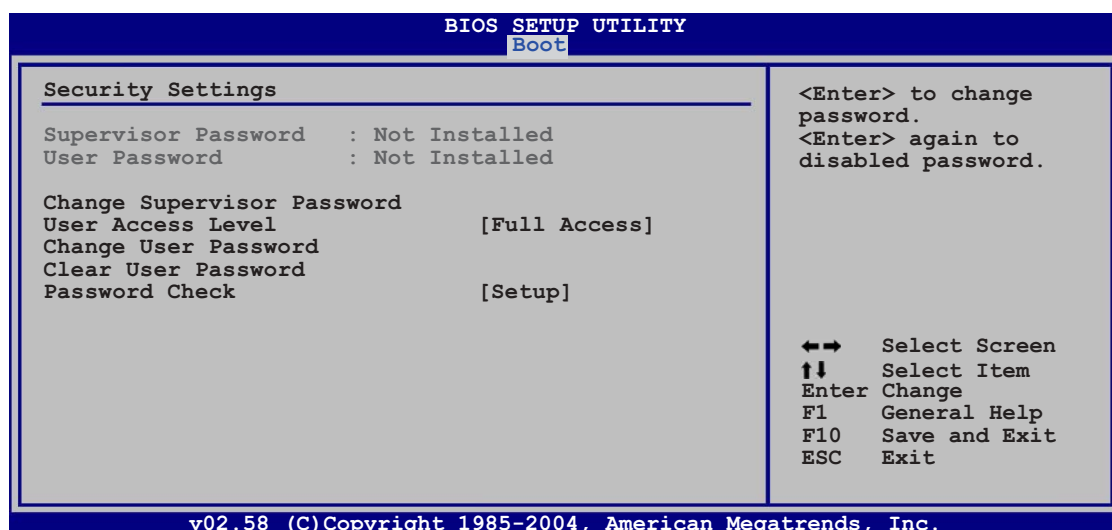 BIOS SETUP UTILITY
Boot
Security Settings
Supervisor Password : Not Installed
User Password : Not Installed
Change Supervisor Password
User Access Level [Full Access]
Change User Password
Clear User Password
Password Check [Setup]
<Enter> to change
password.
<Enter> again to
disabled password.
←→ Select Screen
↑↓ Select Item
Enter Change
F1 General Help
F10 Save and Exit
ESC Exit
v02.58 (C)Copyright 1985-2004, American Megatrends, Inc.